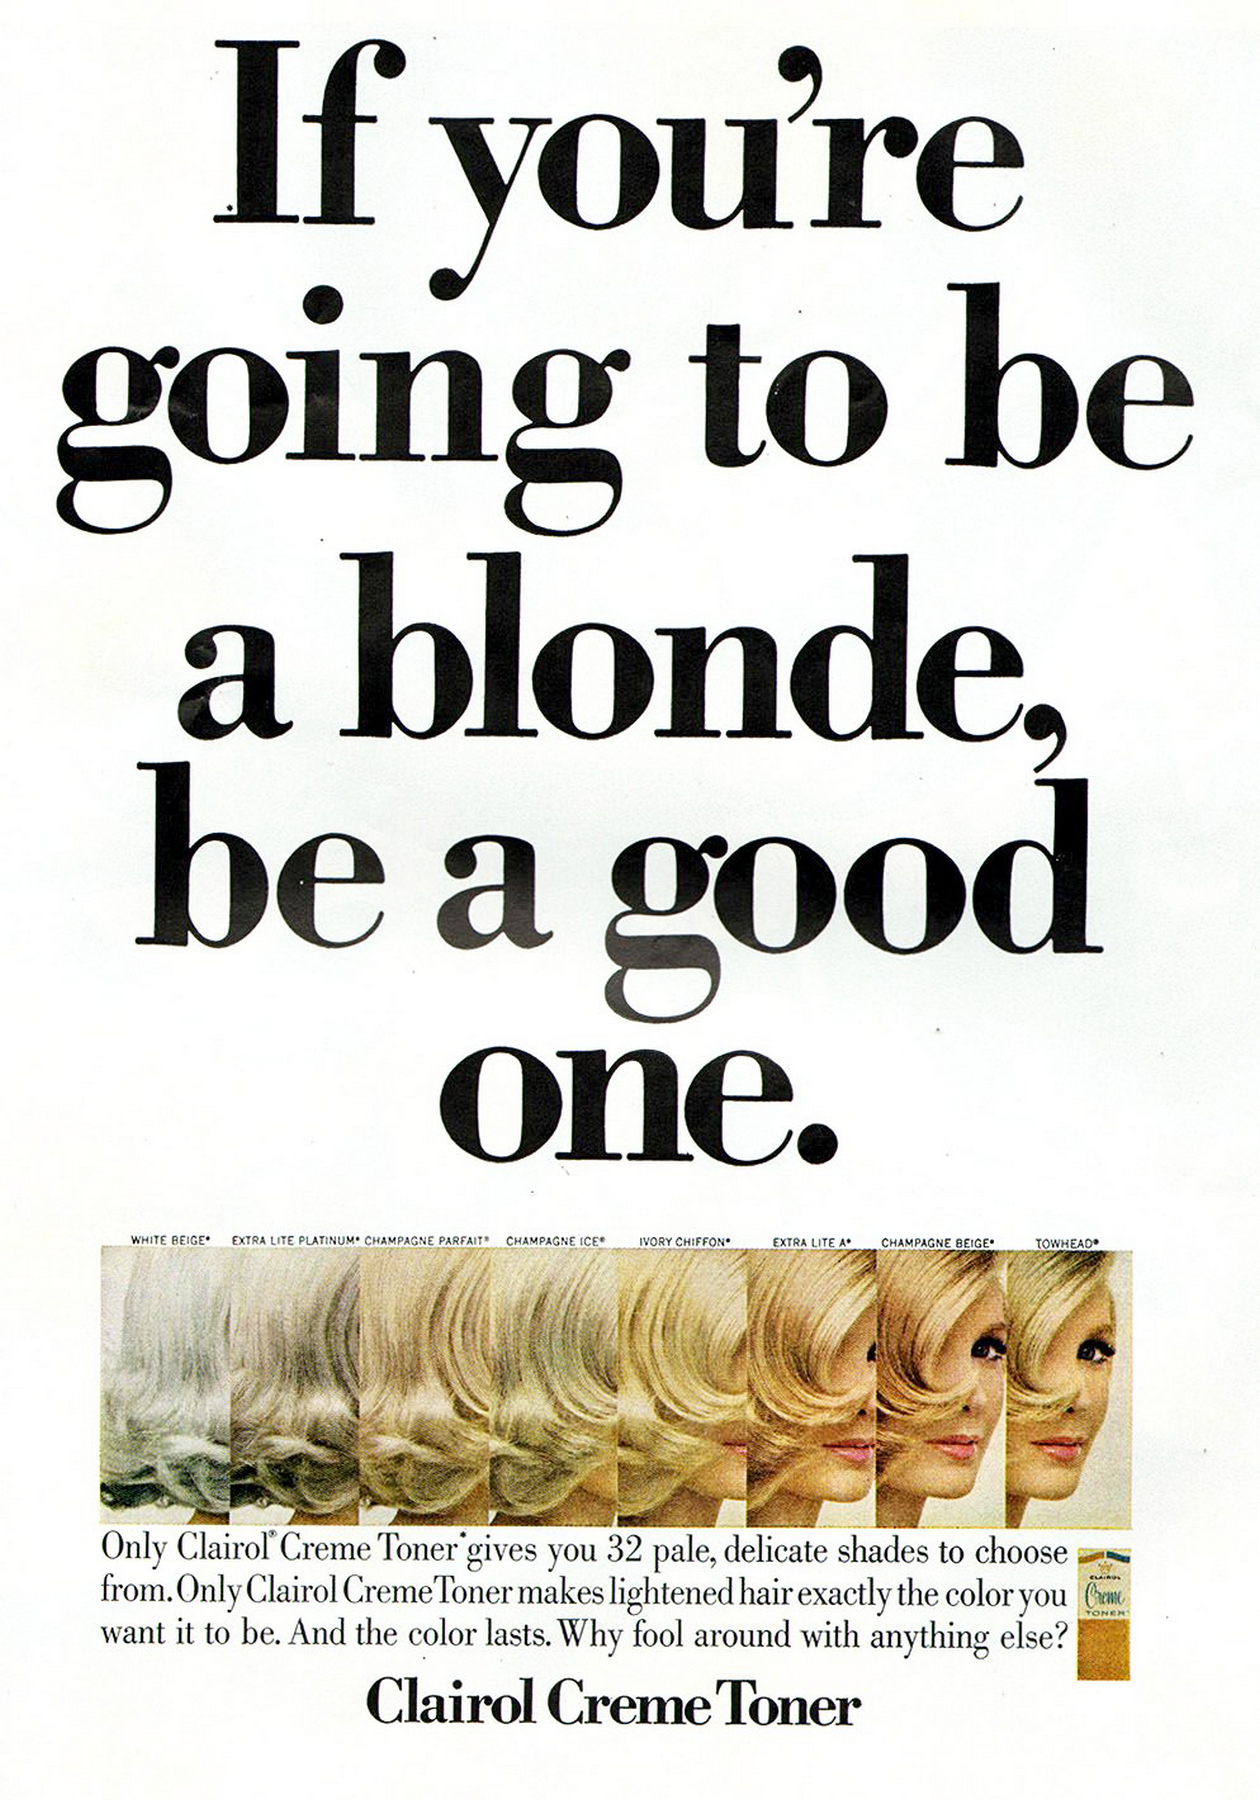 If you're
going to be
a blonde,
be a good
one.
WHITE BEIGE® EXTRA LITE PLATINUM® CHAMPAGNE PARFAIT® CHAMPAGNE ICE® IVORY CHIFFON® EXTRA LITE A® CHAMPAGNE BEIGE® TOWHEAD®
Only Clairol® Creme Toner* gives you 32 pale, delicate shades to choose
from. Only Clairol Creme Toner makes lightened hair exactly the color you
want it to be. And the color lasts. Why fool around with anything else?
CLAIROL
Creme
TONER
Clairol Creme Toner